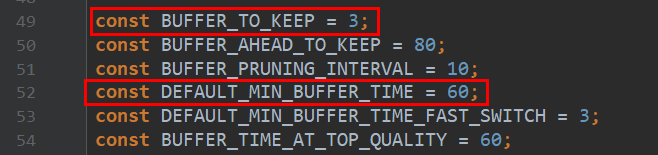 49 const BUFFER_TO_KEEP = 3;
50 const BUFFER_AHEAD_TO_KEEP = 80;
51 const BUFFER_PRUNING_INTERVAL = 10;
52 const DEFAULT_MIN_BUFFER_TIME = 60;
53 const DEFAULT_MIN_BUFFER_TIME_FAST_SWITCH = 3;
54 const BUFFER_TIME_AT_TOP_QUALITY = 60;